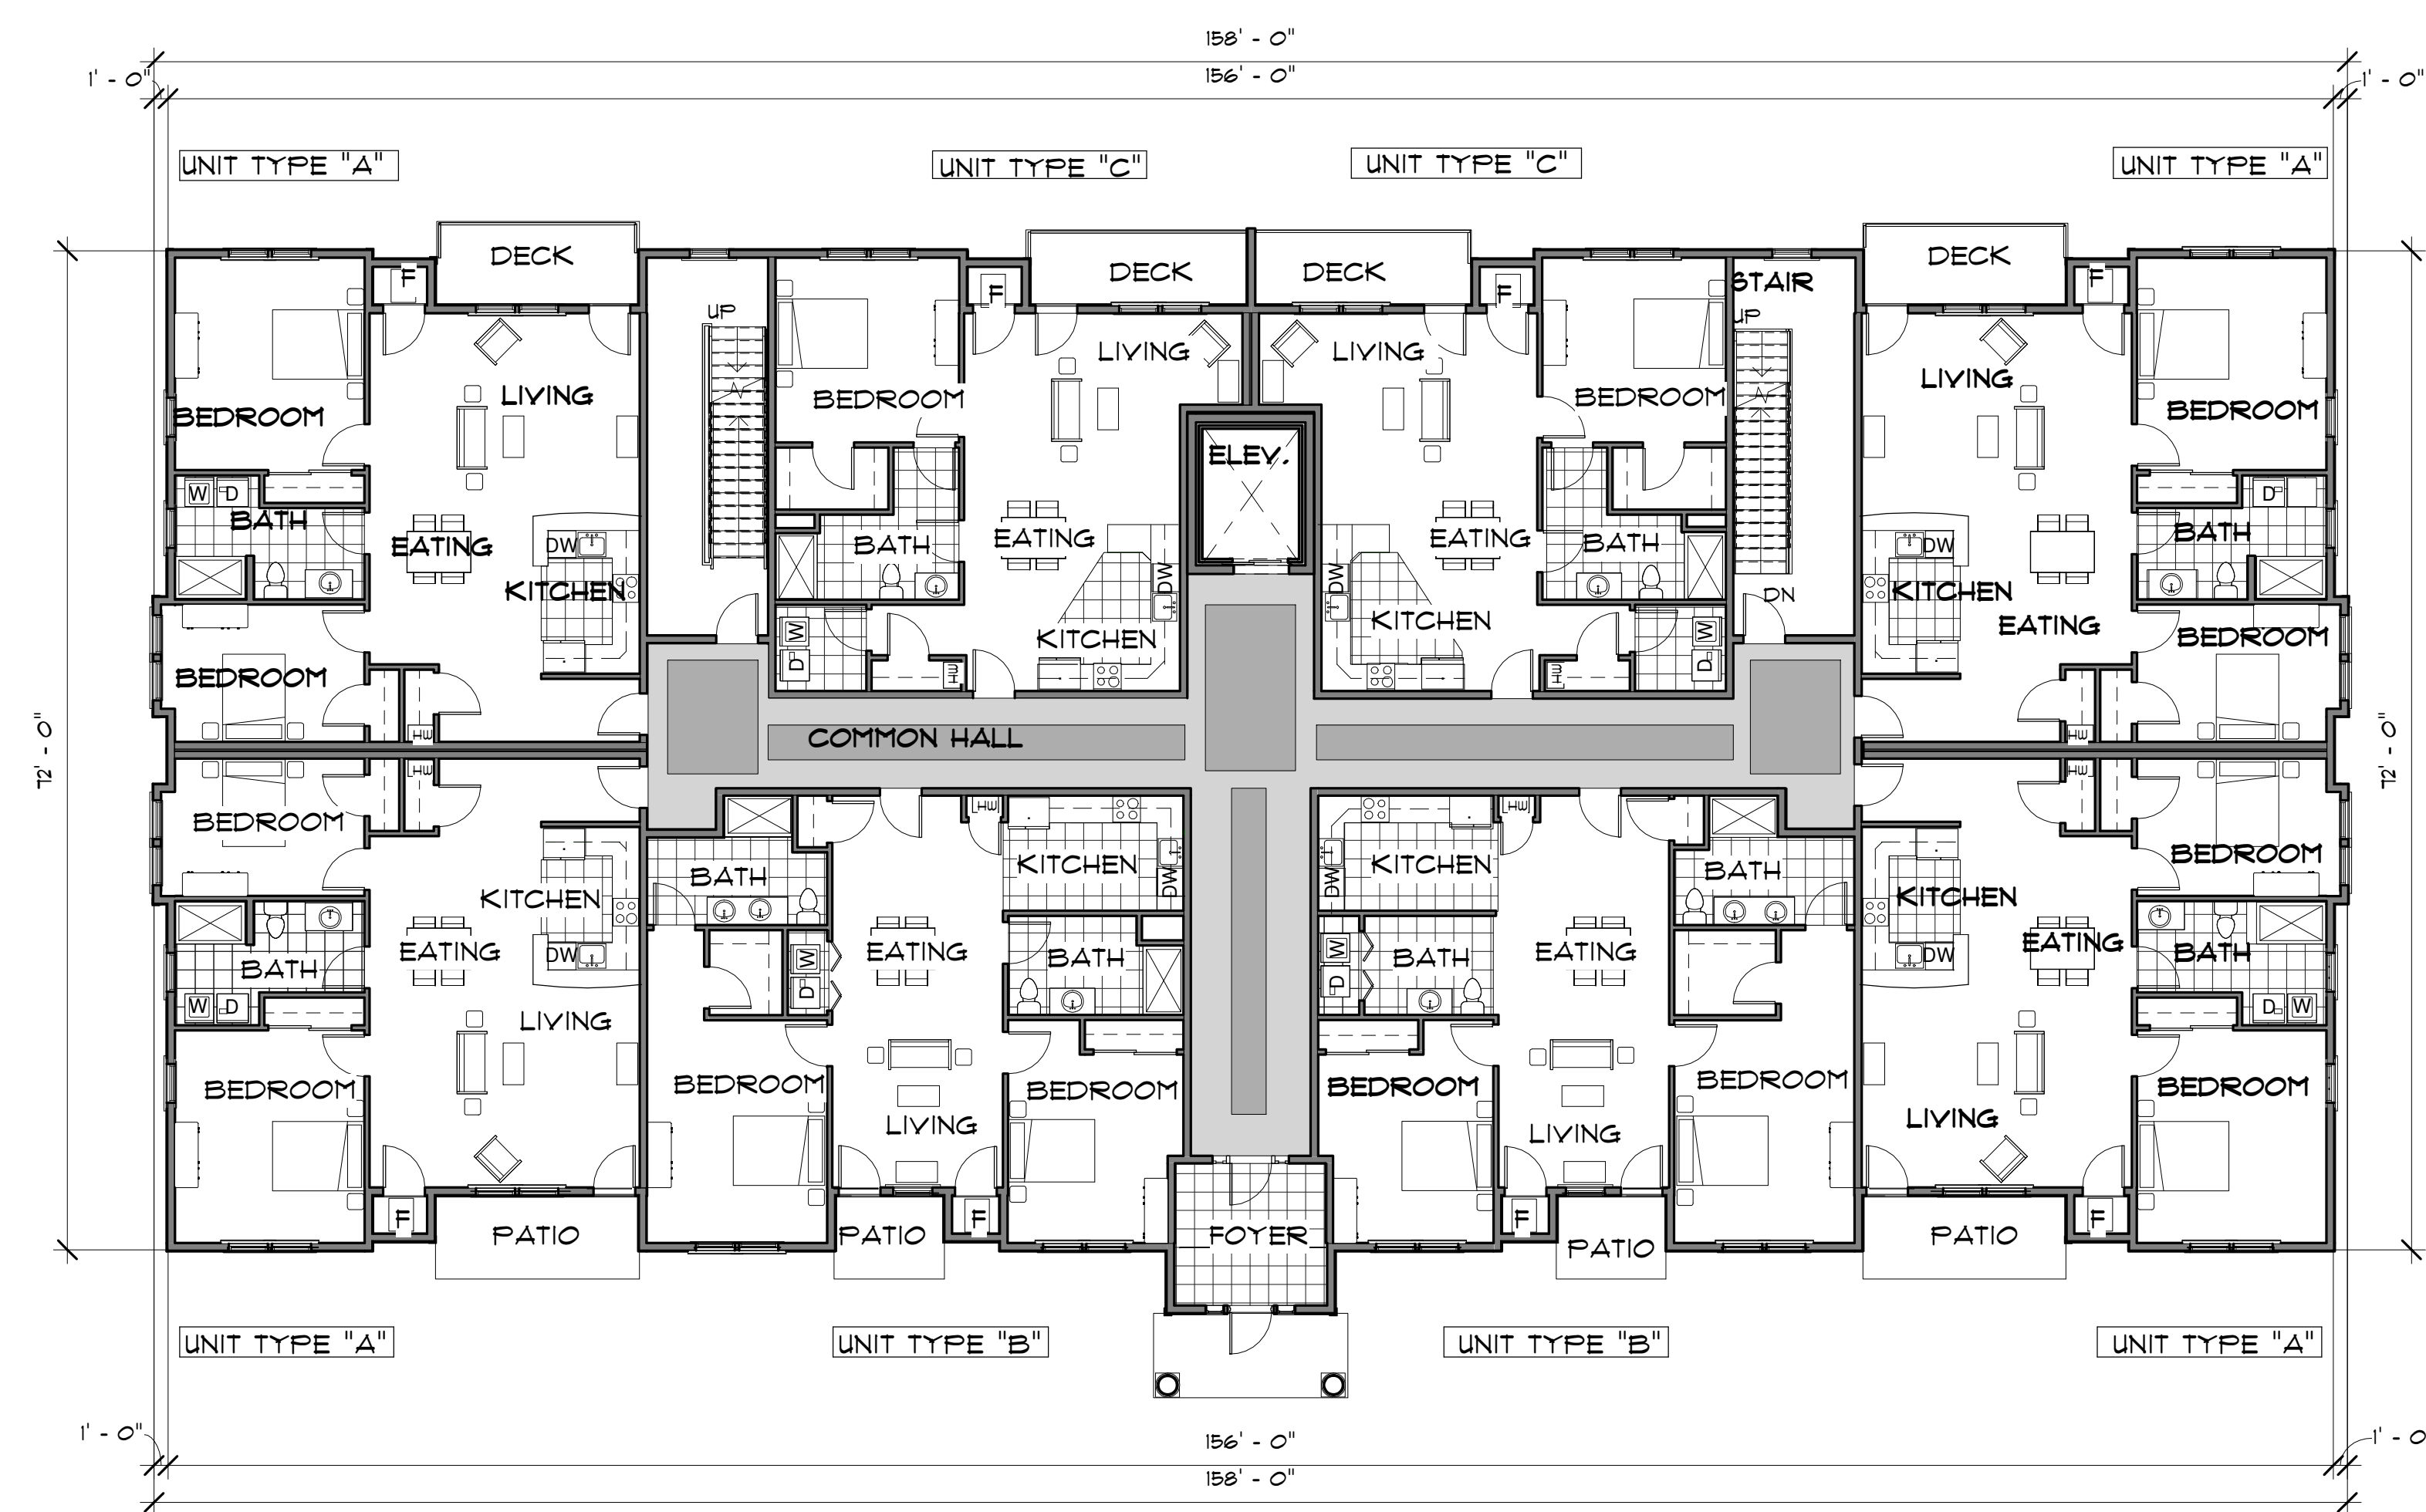 158' - 0"
1' - 0"
156' - 0"
1' - 0"
UNIT TYPE "A"
UNIT TYPE "C"
UNIT TYPE "C"
UNIT TYPE "A"
DECK
DECK
DECK
DECK
F
F
F
F
STAIR
UP
UP
LIVING
LIVING
LIVING
LIVING
BEDROOM
BEDROOM
BEDROOM
BEDROOM
ELEV.
W
D
D
BATH
BATH
BATH
BATH
EATING
EATING
EATING
DW
DW
DW
DW
KITCHEN
KITCHEN
KITCHEN
KITCHEN
DN
EATING
W
D
W
D
BEDROOM
BEDROOM
HW
HW
HW
HW
72' - 0"
COMMON HALL
72' - 0"
HW
HW
HW
HW
BEDROOM
BEDROOM
KITCHEN
KITCHEN
KITCHEN
KITCHEN
BATH
BATH
DW
DW
EATING
EATING
EATING
EATING
DW
DW
BATH
BATH
BATH
BATH
W
D
W
D
W
D
D
W
LIVING
LIVING
LIVING
LIVING
BEDROOM
BEDROOM
BEDROOM
BEDROOM
BEDROOM
BEDROOM
F
F
F
F
PATIO
PATIO
FOYER
PATIO
PATIO
UNIT TYPE "A"
UNIT TYPE "B"
UNIT TYPE "B"
UNIT TYPE "A"
1' - 0"
156' - 0"
1' - 0
158' - 0"